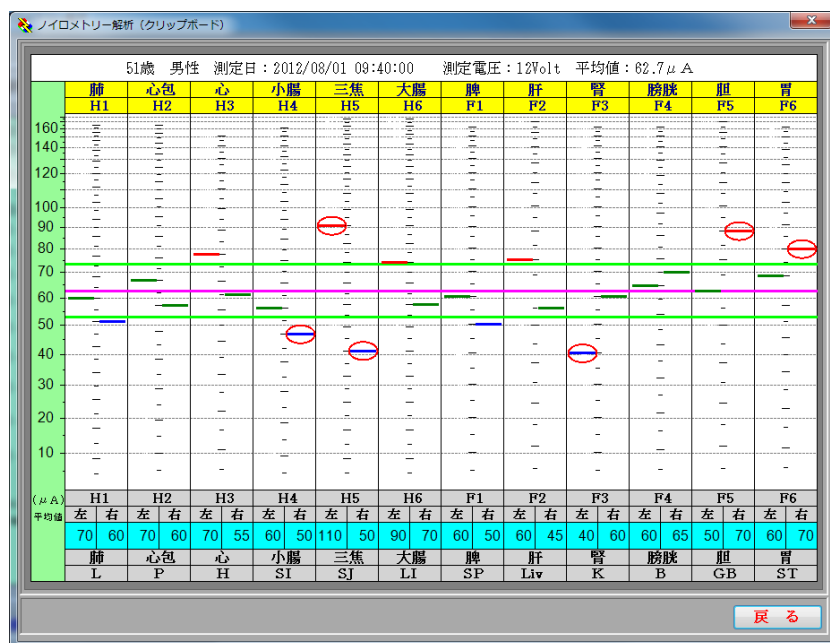 ノイロメトリー解析（クリップボード）
51歳 男性 測定日：2012/08/01 09:40:00 測定電圧：12Volt 平均値：62.7μA
肺 心包 心 小腸 三焦 大腸 脾 肝 腎 膀胱 胆 胃
H1 H2 H3 H4 H5 H6 F1 F2 F3 F4 F5 F6
160
140
120
100
90
80
70
60
50
40
30
20
10
(μA) H1 H2 H3 H4 H5 H6 F1 F2 F3 F4 F5 F6
平均値 左 右 左 右 左 右 左 右 左 右 左 右 左 右 左 右 左 右 左 右 左 右 左 右
70 60 70 60 70 55 60 50 110 50 90 70 60 50 60 45 40 60 60 65 50 70 60 70
肺 心包 心 小腸 三焦 大腸 脾 肝 腎 膀胱 胆 胃
L P H SI SJ LI SP Liv K B GB ST
戻る